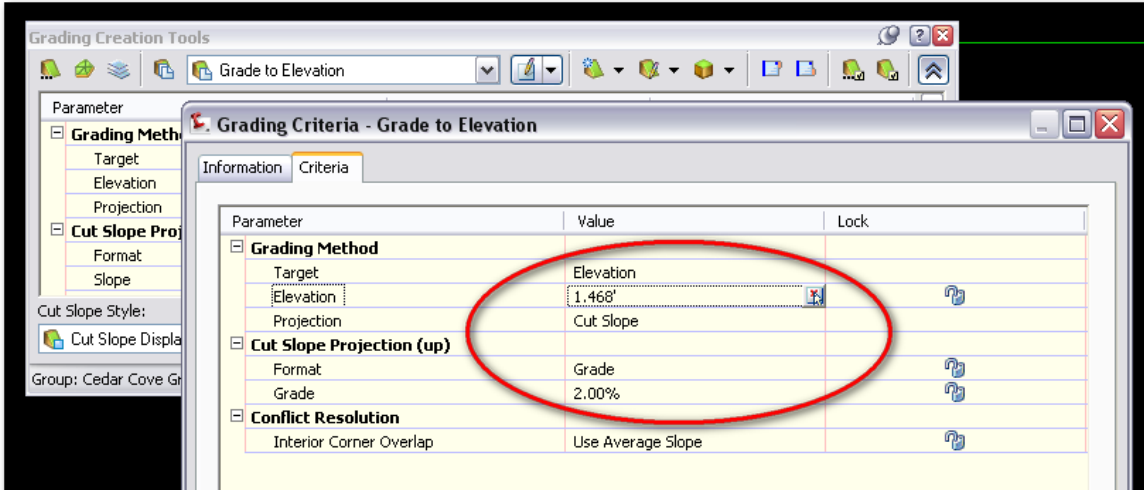 Grading Creation Tools
Grade to Elevation
Parameter
Grading Meth
Target
Elevation
Projection
Cut Slope Proj
Format
Slope
Cut Slope Style:
Cut Slope Displa
Group: Cedar Cove Gr
Grading Criteria - Grade to Elevation
Information Criteria
Parameter Value Lock
Grading Method
Target Elevation
Elevation 1.468'
Projection Cut Slope
Cut Slope Projection (up)
Format Grade
Grade 2.00%
Conflict Resolution
Interior Corner Overlap Use Average Slope